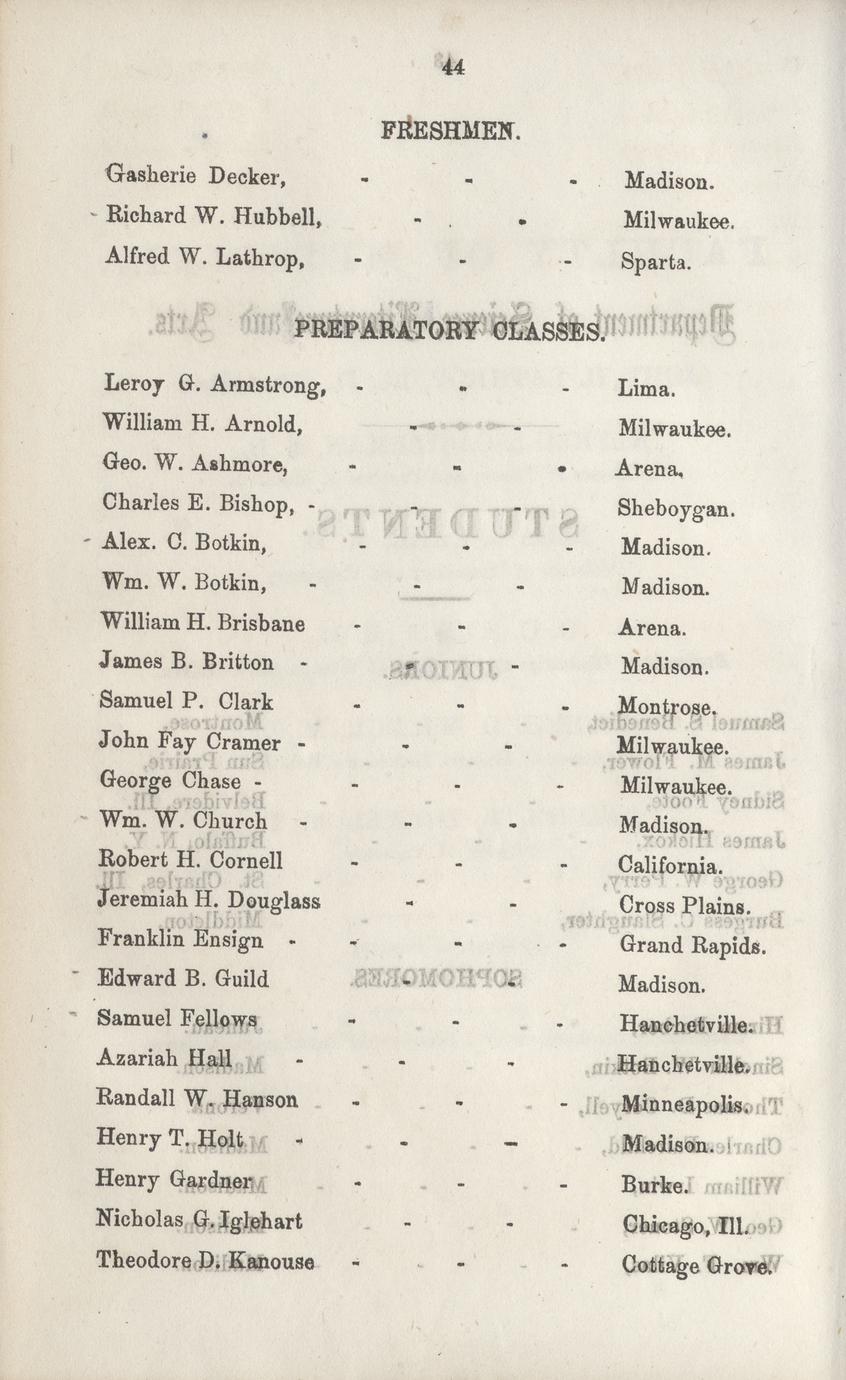 44
FRESHMEN.
Gasherie Decker, - - - Madison.
Richard W. Hubbell, - - Milwaukee.
Alfred W. Lathrop, - - - Sparta.
PREPARATORY CLASSES.
Leroy G. Armstrong, - - - Lima.
William H. Arnold, - - Milwaukee.
Geo. W. Ashmore, - - - Arena,
Charles E. Bishop, - - - Sheboygan.
Alex. C. Botkin, - - - Madison.
Wm. W. Botkin, - - - Madison.
William H. Brisbane - - - Arena.
James B. Britton - - - Madison.
Samuel P. Clark - - - Montrose.
John Fay Cramer - - - Milwaukee.
George Chase - - - - Milwaukee.
Wm. W. Church - - - Madison.
Robert H. Cornell - - - California.
Jeremiah H. Douglass - - Cross Plains.
Franklin Ensign - - - - Grand Rapids.
Edward B. Guild - - Madison.
Samuel Fellows - - - Hanchetville.
Azariah Hall - - - Hanchetville.
Randall W. Hanson - - - Minneapolis.
Henry T. Holt - - - Madison.
Henry Gardner - - - Burke.
Nicholas G. Iglehart - - Chicago, Ill.
Theodore D. Kanouse - - - Cottage Grove.